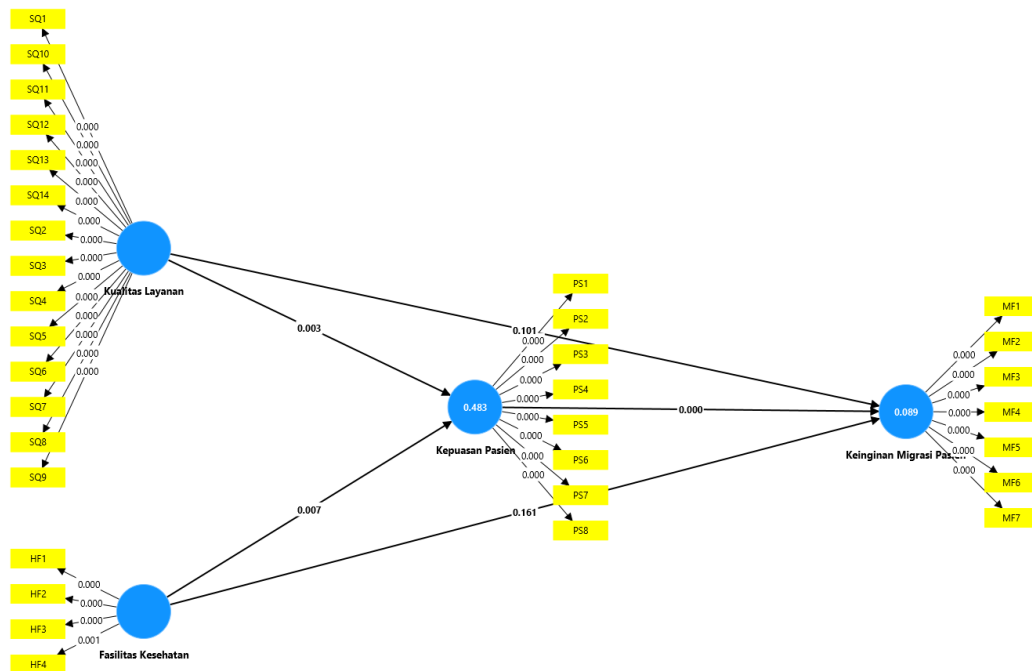 SQ1
SQ10
SQ11
SQ12
SQ13
SQ14
SQ2
SQ3
SQ4
SQ5
SQ6
SQ7
SQ8
SQ9
0.000
0.000
0.000
0.000
0.000
0.000
0.000
0.000
0.000
0.000
0.000
0.000
0.000
0.000
Kualitas Layanan
0.003
0.101
HF1
HF2
HF3
HF4
0.000
0.000
0.000
0.001
Fasilitas Kesehatan
0.007
0.161
0.483
Kepuasan Pasien
0.000
PS1
PS2
PS3
PS4
PS5
PS6
PS7
PS8
0.000
0.000
0.000
0.000
0.000
0.000
0.000
0.000
0.089
Keinginan Migrasi
MF1
MF2
MF3
MF4
MF5
MF6
MF7
0.000
0.000
0.000
0.000
0.000
0.000
0.000